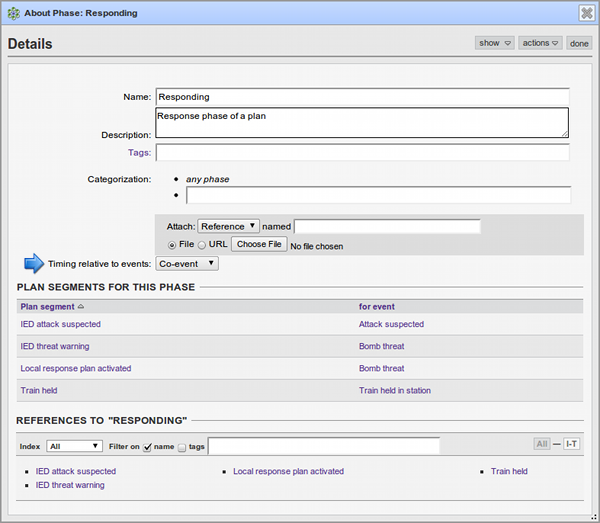 About Phase: Responding
Details
show actions done
Name: Responding
Description: Response phase of a plan
Tags:
Categorization: any phase
Attach: Reference named
File URL Choose File No file chosen
Timing relative to events: Co-event
PLAN SEGMENTS FOR THIS PHASE
Plan segment for event
IED attack suspected Attack suspected
IED threat warning Bomb threat
Local response plan activated Bomb threat
Train held Train held in station
REFERENCES TO "RESPONDING"
Index All Filter on name tags All — I-T
IED attack suspected Local response plan activated Train held
IED threat warning